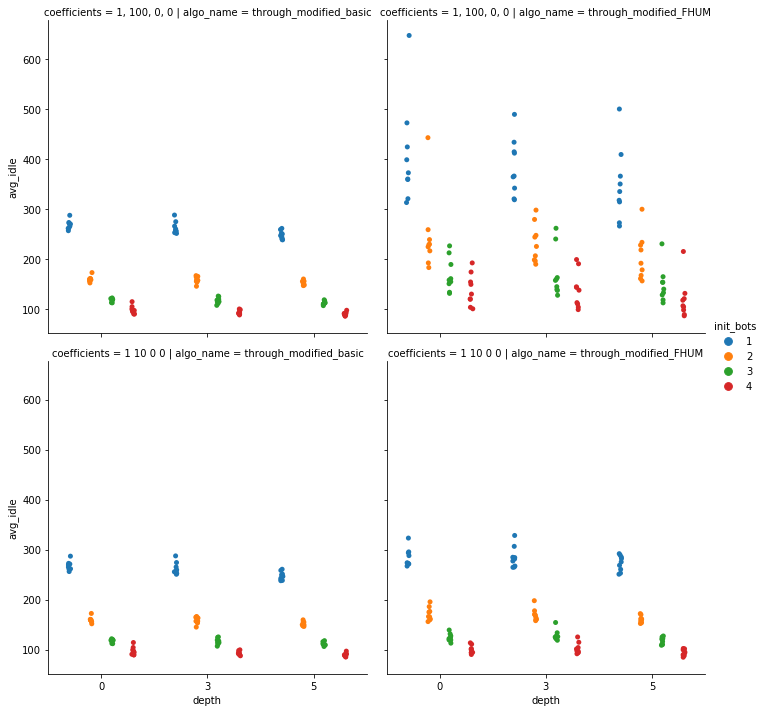 coefficients = 1, 100, 0, 0 | algo_name = through_modified_basic
coefficients = 1, 100, 0, 0 | algo_name = through_modified_FHUM
600
500
400
300
200
100
avg_idle
init_bots
1
2
3
4
coefficients = 1 10 0 0 | algo_name = through_modified_basic
coefficients = 1 10 0 0 | algo_name = through_modified_FHUM
600
500
400
300
200
100
avg_idle
0
3
5
depth
0
3
5
depth